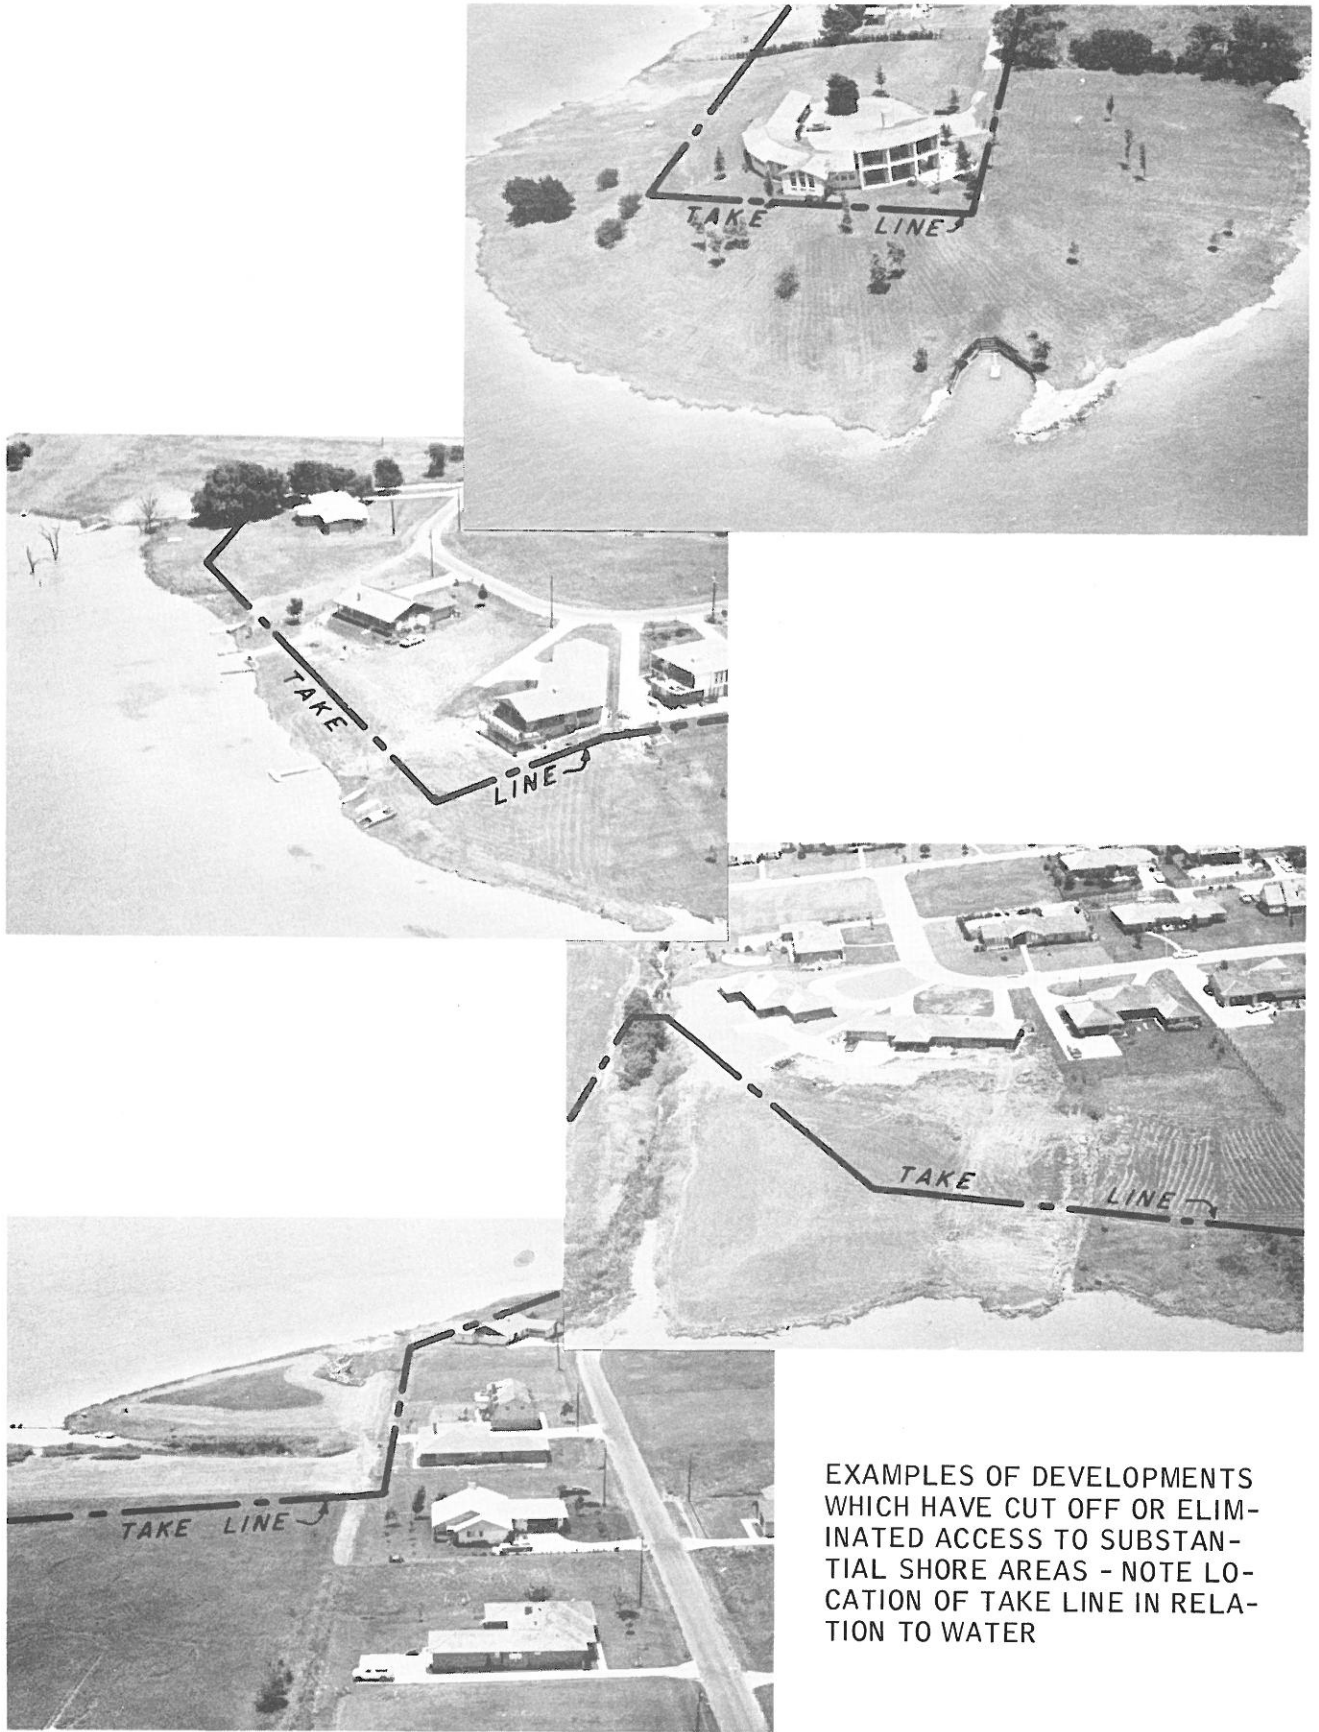 TAKE LINE
TAKE
LINE
TAKE LINE
TAKE LINE
EXAMPLES OF DEVELOPMENTS
WHICH HAVE CUT OFF OR ELIM-
INATED ACCESS TO SUBSTAN-
TIAL SHORE AREAS - NOTE LO-
CATION OF TAKE LINE IN RELA-
TION TO WATER